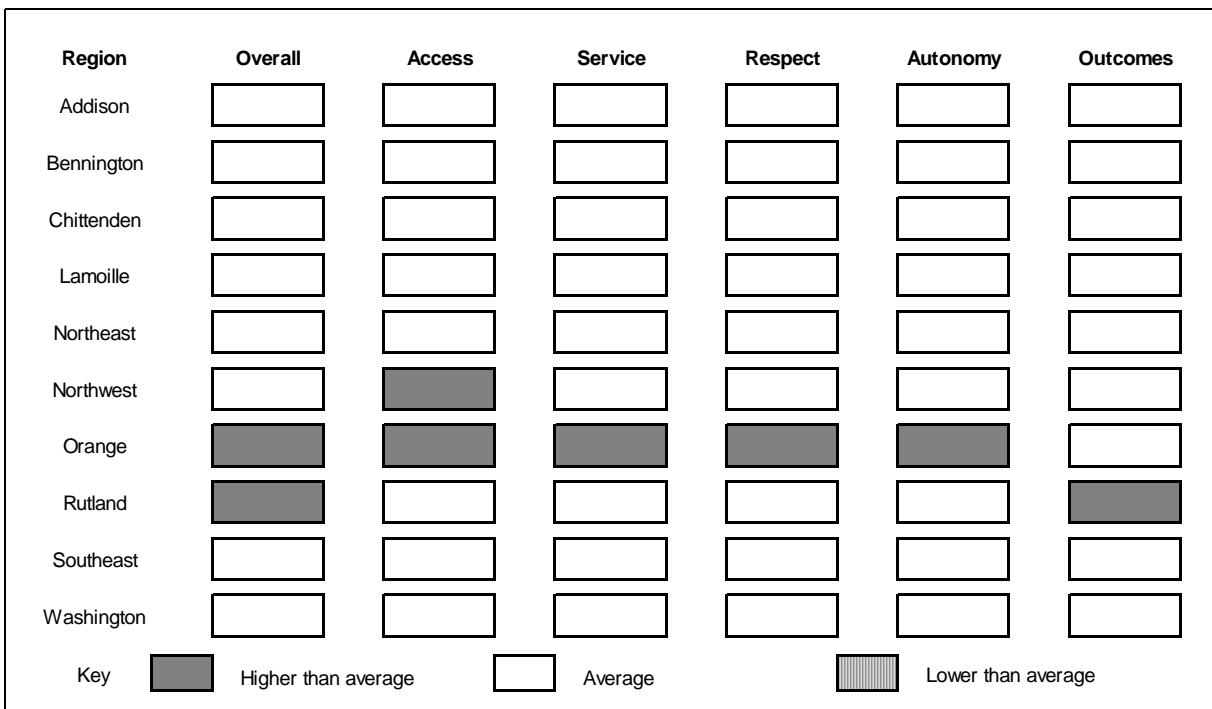 Region Overall Access Service Respect Autonomy Outcomes
Addison
Bennington
Chittenden
Lamoille
Northeast
Northwest
Orange
Rutland
Southeast
Washington
Key Higher than average Average Lower than average